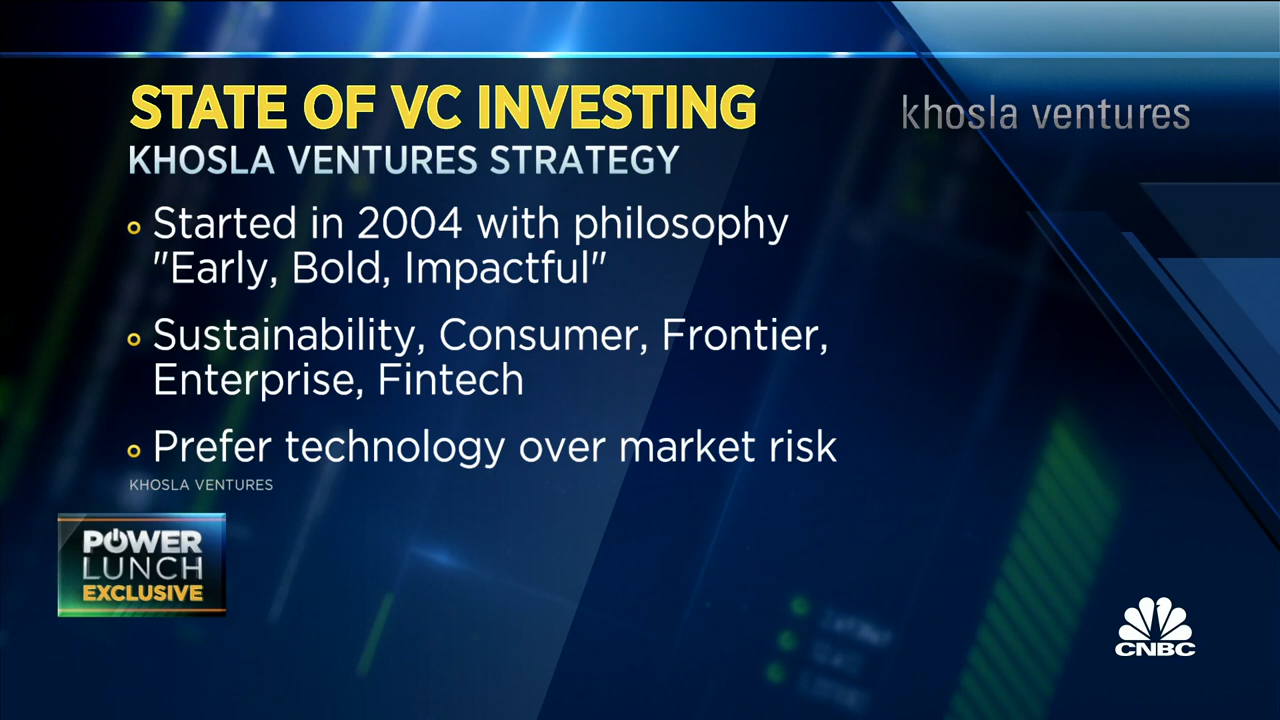 STATE OF VC INVESTING
khosla ventures
KHOSLA VENTURES STRATEGY
Started in 2004 with philosophy
"Early, Bold, Impactful"
Sustainability, Consumer, Frontier,
Enterprise, Fintech
Prefer technology over market risk
KHOSLA VENTURES
POWER
LUNCH
EXCLUSIVE
CNBC